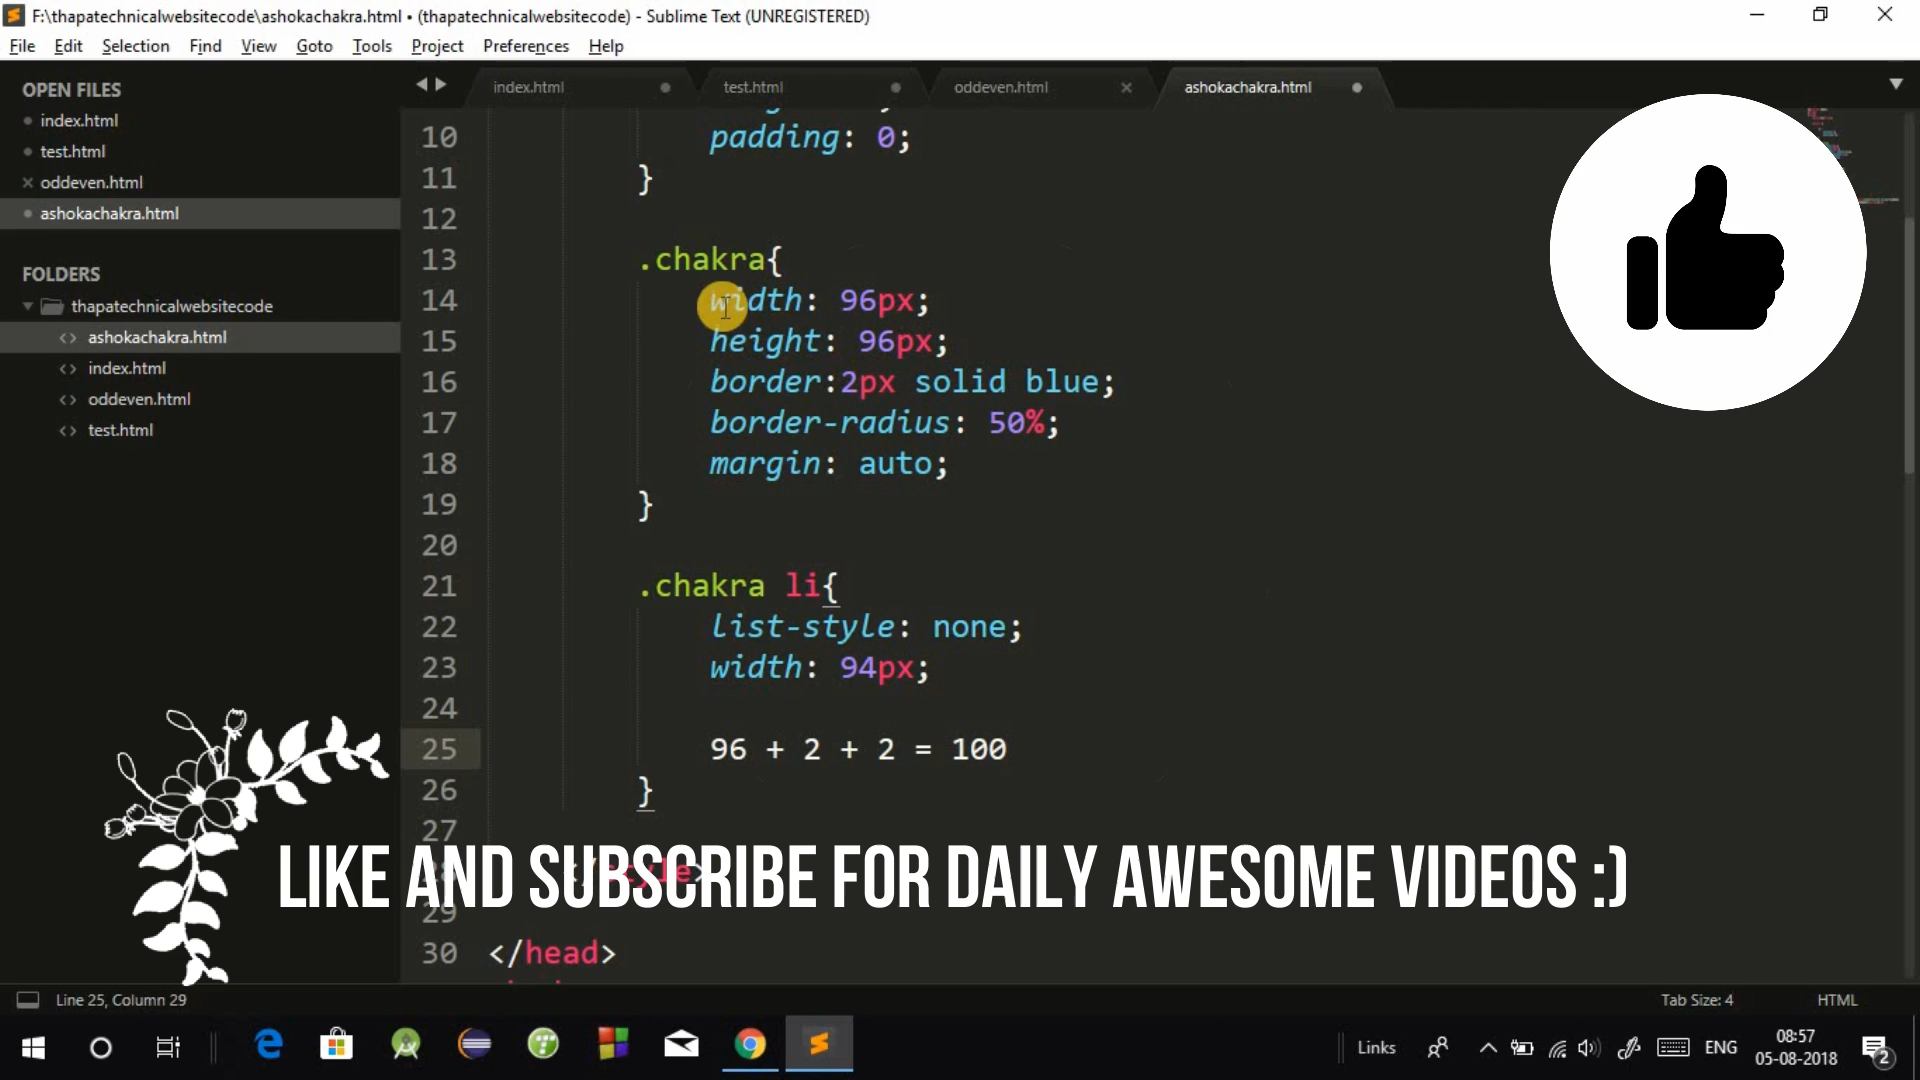 F:\thapatechnicalwebsitecode\ashokachakra.html • (thapatechnicalwebsitecode) - Sublime Text (UNREGISTERED)
File Edit Selection Find View Goto Tools Project Preferences Help
OPEN FILES
index.html
test.html
oddeven.html
ashokachakra.html
FOLDERS
thapatechnicalwebsitecode
ashokachakra.html
index.html
oddeven.html
test.html
index.html test.html oddeven.html ashokachakra.html
10 padding: 0;
11 }
12
13 .chakra{
14 width: 96px;
15 height: 96px;
16 border:2px solid blue;
17 border-radius: 50%;
18 margin: auto;
19 }
20
21 .chakra li{
22 list-style: none;
23 width: 94px;
24
25 96 + 2 + 2 = 100
26 }
27
28 </style>
LIKE AND SUBSCRIBE FOR DAILY AWESOME VIDEOS :)
29
30 </head>
Line 25, Column 29 Tab Size: 4 HTML
Links ENG 08:57
05-08-2018
2